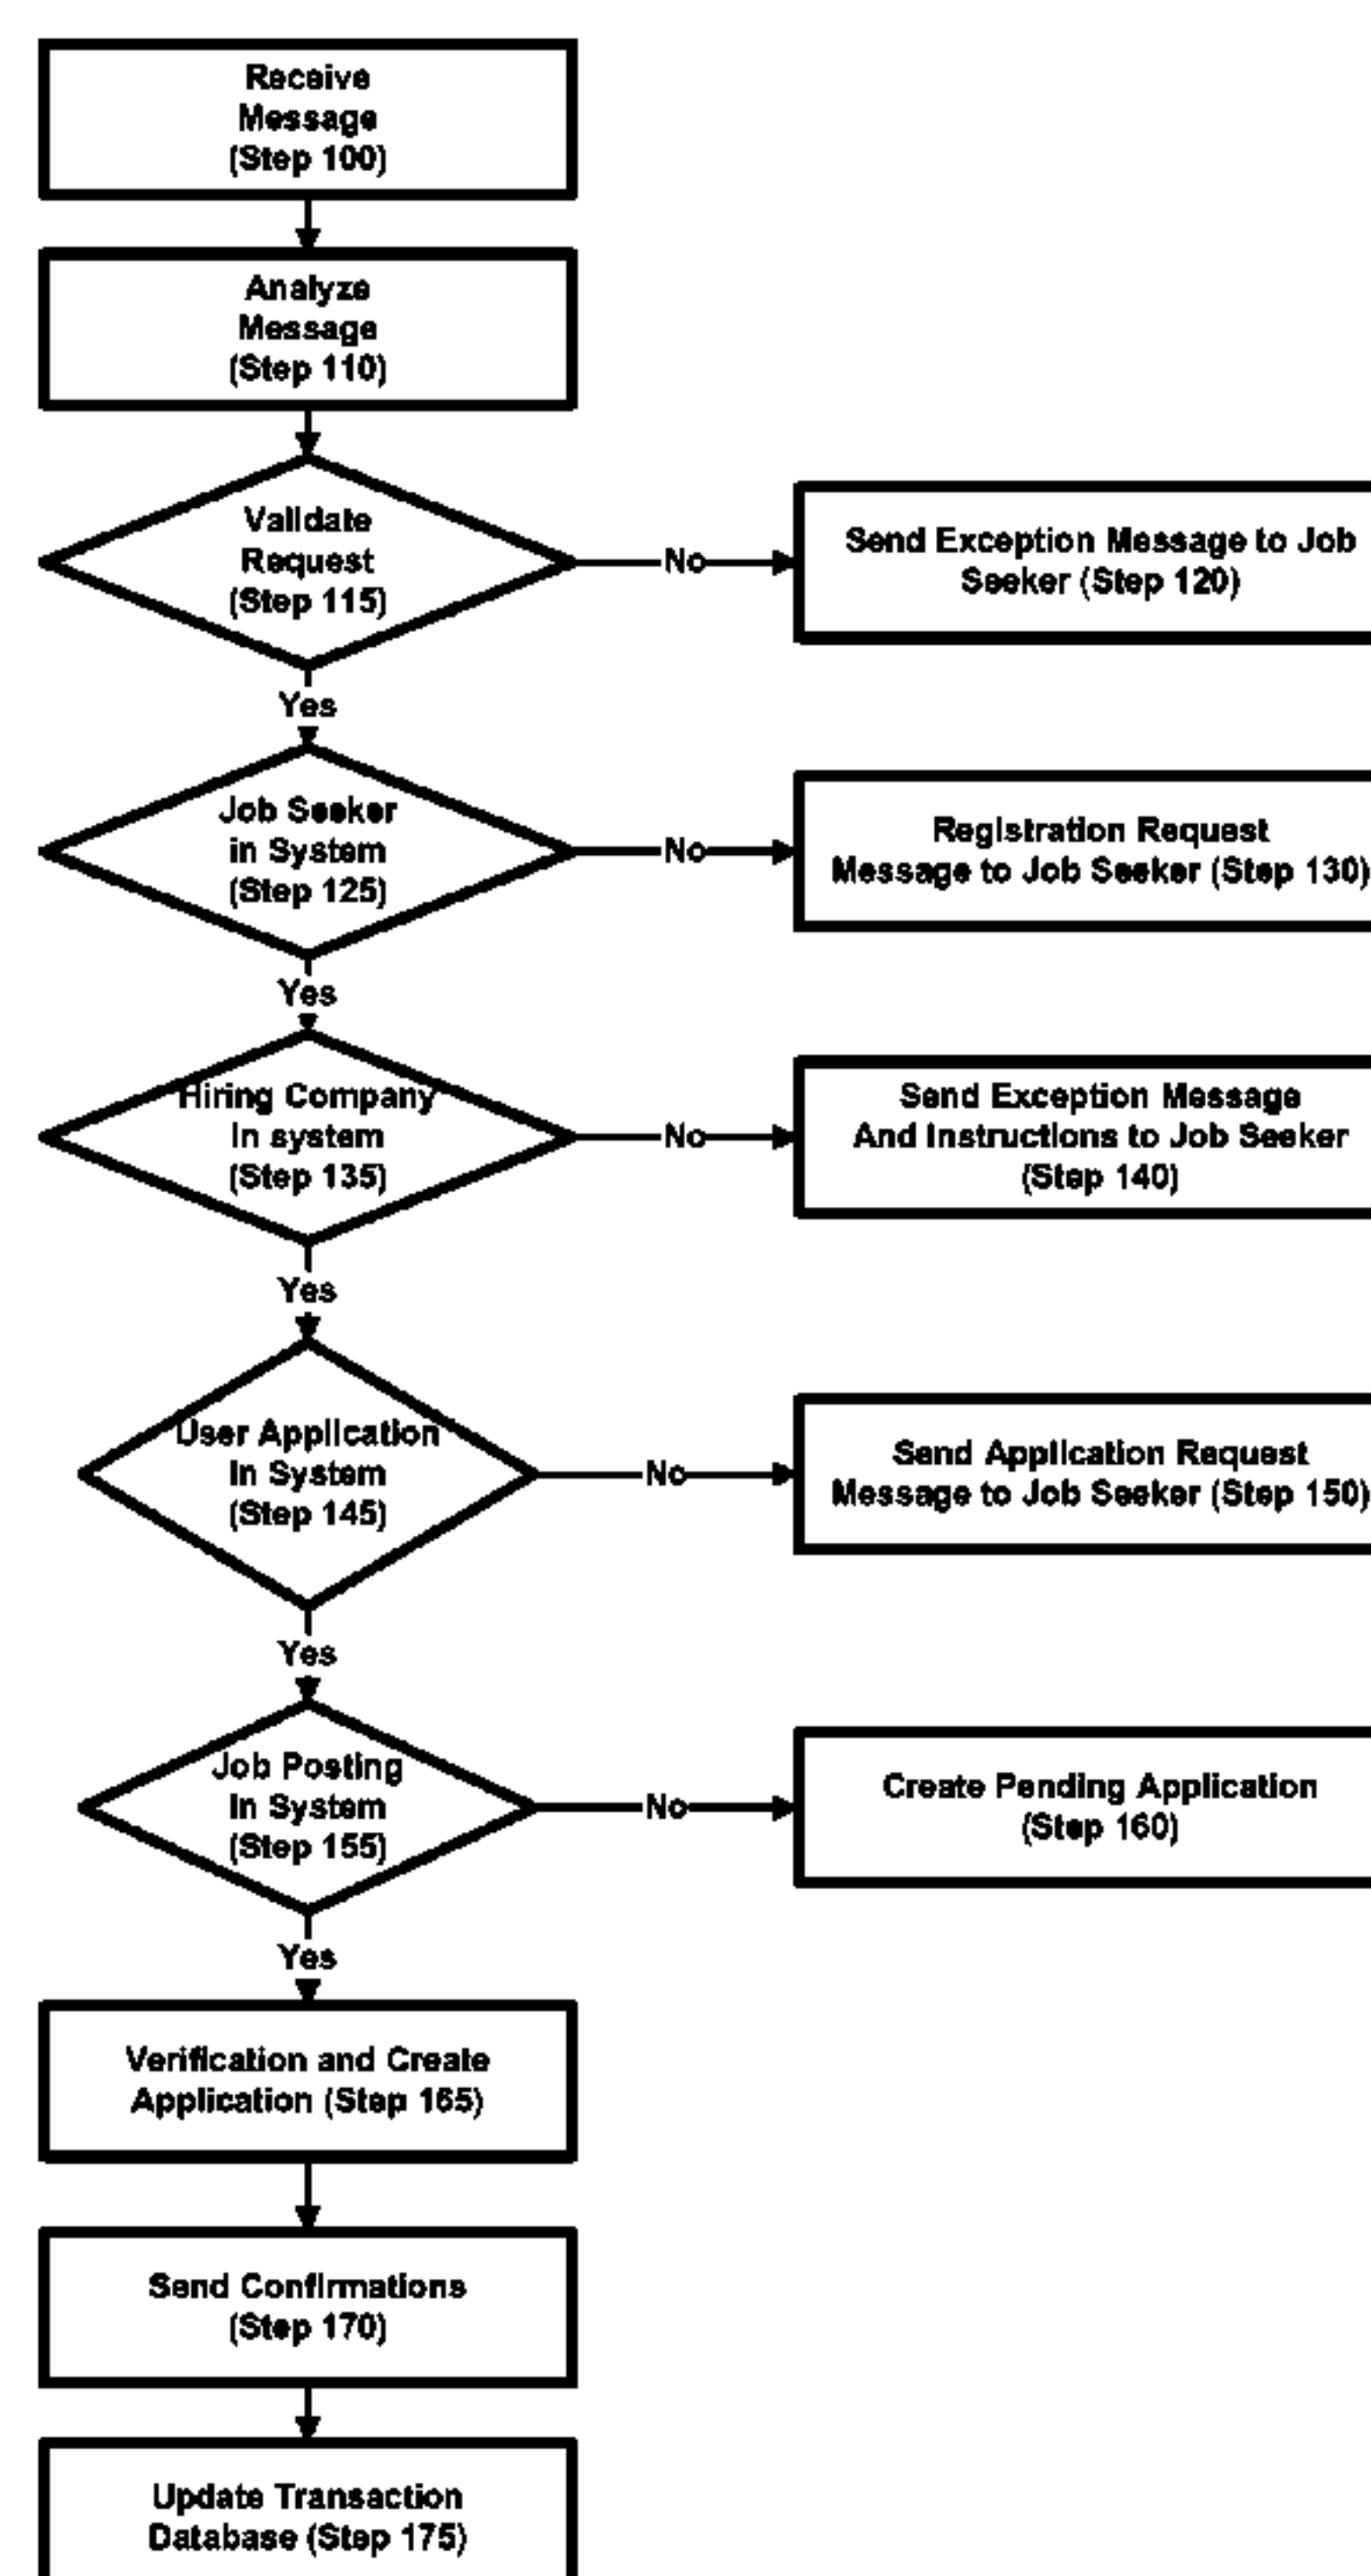 Receive
Message
(Step 100)
Analyze
Message
(Step 110)
Validate
Request
(Step 115)
No
Send Exception Message to Job
Seeker (Step 120)
Yes
Job Seeker
in System
(Step 125)
No
Registration Request
Message to Job Seeker (Step 130)
Yes
Hiring Company
In system
(Step 135)
No
Send Exception Message
And Instructions to Job Seeker
(Step 140)
Yes
User Application
In System
(Step 145)
No
Send Application Request
Message to Job Seeker (Step 150)
Yes
Job Posting
In System
(Step 155)
No
Create Pending Application
(Step 160)
Yes
Verification and Create
Application (Step 165)
Send Confirmations
(Step 170)
Update Transaction
Database (Step 175)